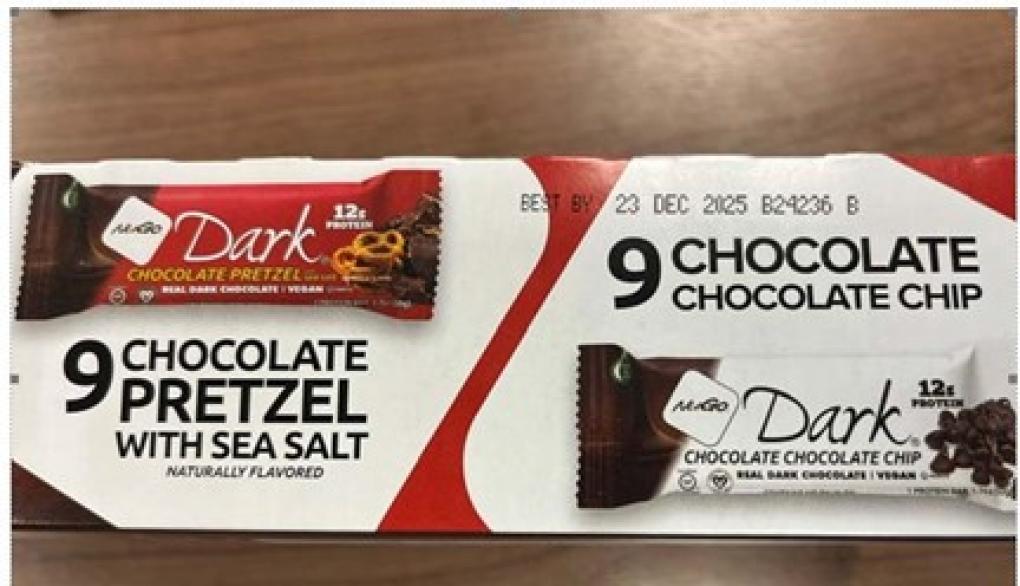 NuGo
Dark
12g
PROTEIN
CHOCOLATE PRETZEL
REAL DARK CHOCOLATE | VEGAN
9 CHOCOLATE
PRETZEL
WITH SEA SALT
NATURALLY FLAVORED
BEST BY 23 DEC 2025 B24236 B
9 CHOCOLATE
CHOCOLATE CHIP
NuGo
Dark®
12g
PROTEIN
CHOCOLATE CHOCOLATE CHIP
REAL DARK CHOCOLATE | VEGAN